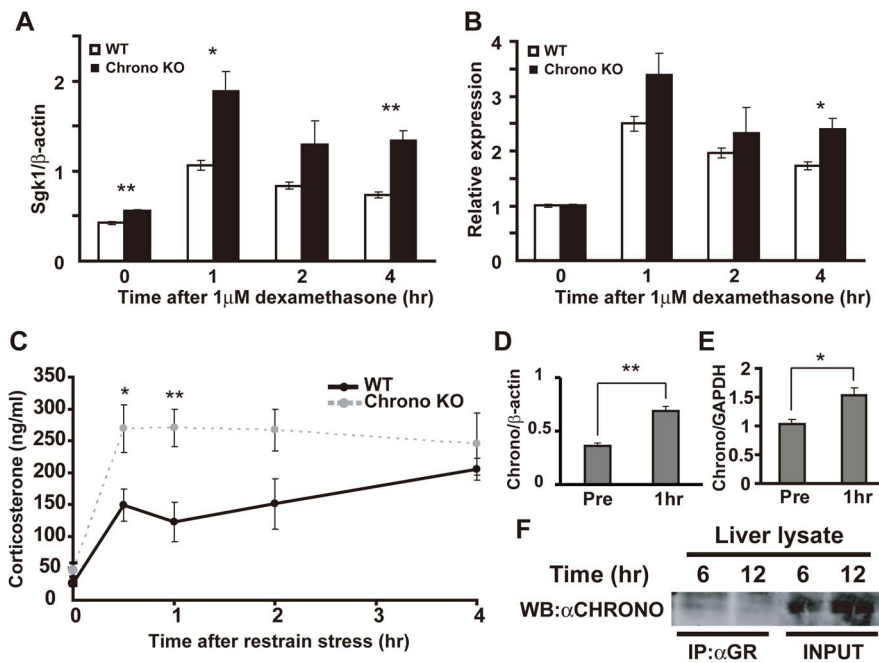 A
WT
Chrono KO
Sgk1/β-actin
2
1
0
*
**
**
0 1 2 4
Time after 1μM dexamethasone (hr)
B
WT
Chrono KO
Relative expression
4
3
2
1
0
*
0 1 2 4
Time after 1μM dexamethasone (hr)
C
WT
Chrono KO
Corticosterone (ng/ml)
350
300
250
200
150
100
50
0
* **
0 1 2 3 4
Time after restrain stress (hr)
D
Chrono/β-actin
1
0.5
0
**
Pre 1hr
E
Chrono/GAPDH
2
1.5
1
1
0
*
Pre 1hr
F
Liver lysate
Time (hr) 6 12 6 12
WB:αCHRONO
IP:αGR INPUT